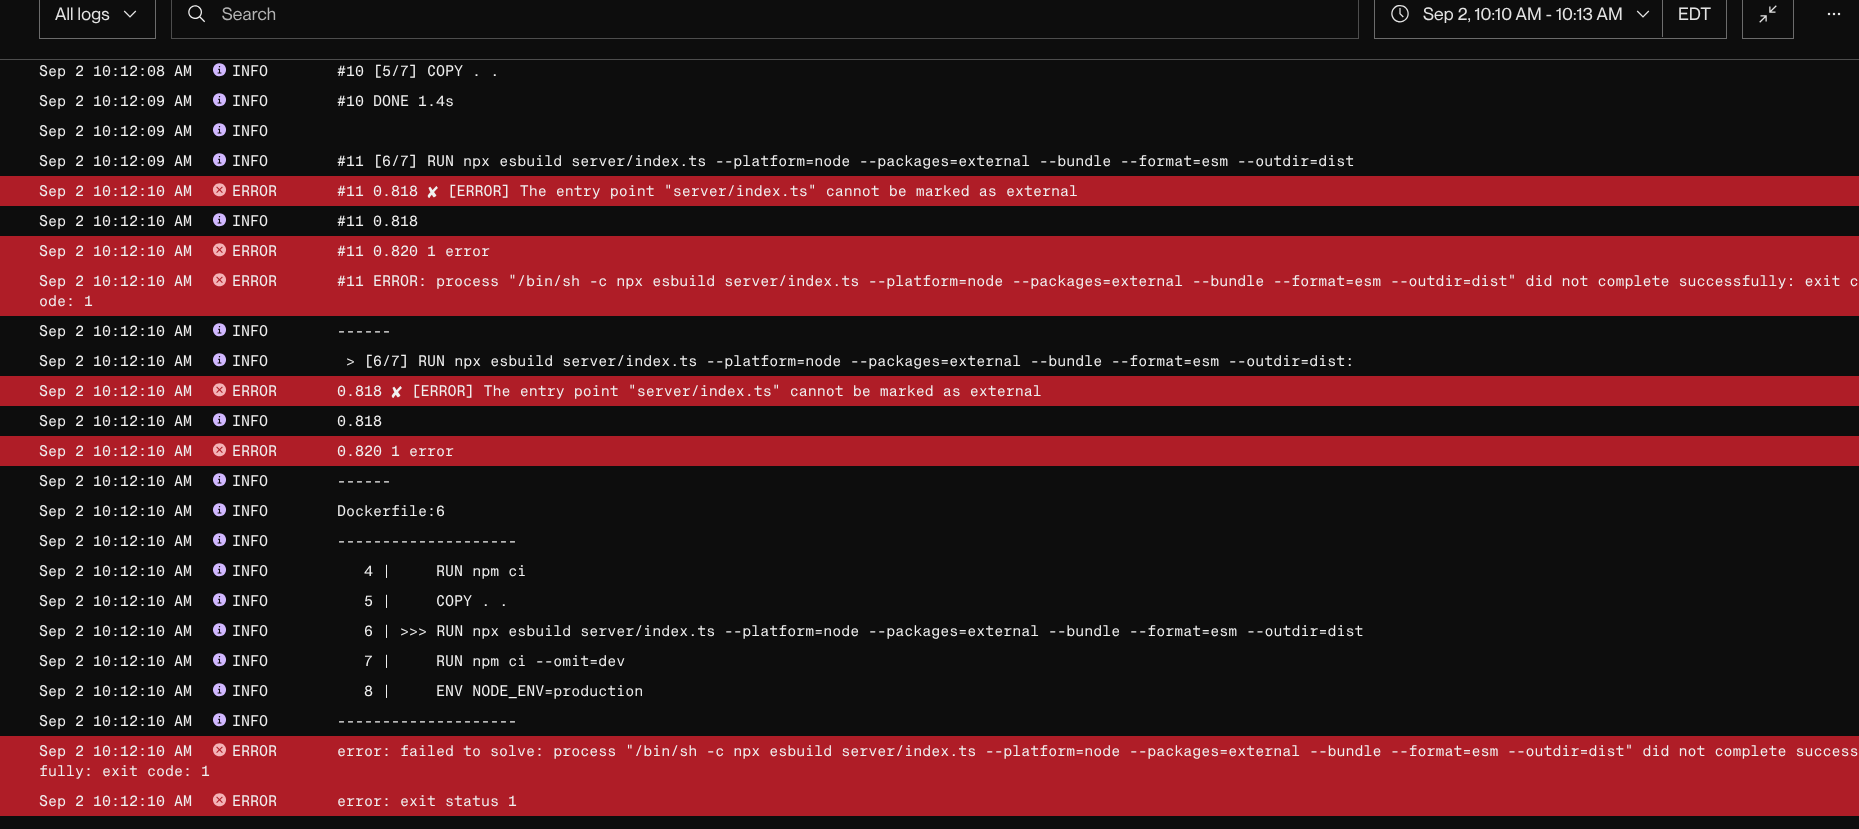 All logs
Search
Sep 2, 10:10 AM - 10:13 AM
EDT
...
Sep 2 10:12:08 AM INFO #10 [5/7] COPY . .
Sep 2 10:12:09 AM INFO #10 DONE 1.4s
Sep 2 10:12:09 AM INFO
Sep 2 10:12:09 AM INFO #11 [6/7] RUN npx esbuild server/index.ts --platform=node --packages=external --bundle --format=esm --outdir=dist
Sep 2 10:12:10 AM ERROR #11 0.818 ✘ [ERROR] The entry point "server/index.ts" cannot be marked as external
Sep 2 10:12:10 AM INFO #11 0.818
Sep 2 10:12:10 AM ERROR #11 0.820 1 error
Sep 2 10:12:10 AM ERROR #11 ERROR: process "/bin/sh -c npx esbuild server/index.ts --platform=node --packages=external --bundle --format=esm --outdir=dist" did not complete successfully: exit c
ode: 1
Sep 2 10:12:10 AM INFO ------
Sep 2 10:12:10 AM INFO > [6/7] RUN npx esbuild server/index.ts --platform=node --packages=external --bundle --format=esm --outdir=dist:
Sep 2 10:12:10 AM ERROR 0.818 ✘ [ERROR] The entry point "server/index.ts" cannot be marked as external
Sep 2 10:12:10 AM INFO 0.818
Sep 2 10:12:10 AM ERROR 0.820 1 error
Sep 2 10:12:10 AM INFO ------
Sep 2 10:12:10 AM INFO Dockerfile:6
Sep 2 10:12:10 AM INFO --------------------
Sep 2 10:12:10 AM INFO 4 | RUN npm ci
Sep 2 10:12:10 AM INFO 5 | COPY . .
Sep 2 10:12:10 AM INFO 6 | >>> RUN npx esbuild server/index.ts --platform=node --packages=external --bundle --format=esm --outdir=dist
Sep 2 10:12:10 AM INFO 7 | RUN npm ci --omit=dev
Sep 2 10:12:10 AM INFO 8 | ENV NODE_ENV=production
Sep 2 10:12:10 AM INFO --------------------
Sep 2 10:12:10 AM ERROR error: failed to solve: process "/bin/sh -c npx esbuild server/index.ts --platform=node --packages=external --bundle --format=esm --outdir=dist" did not complete success
fully: exit code: 1
Sep 2 10:12:10 AM ERROR error: exit status 1